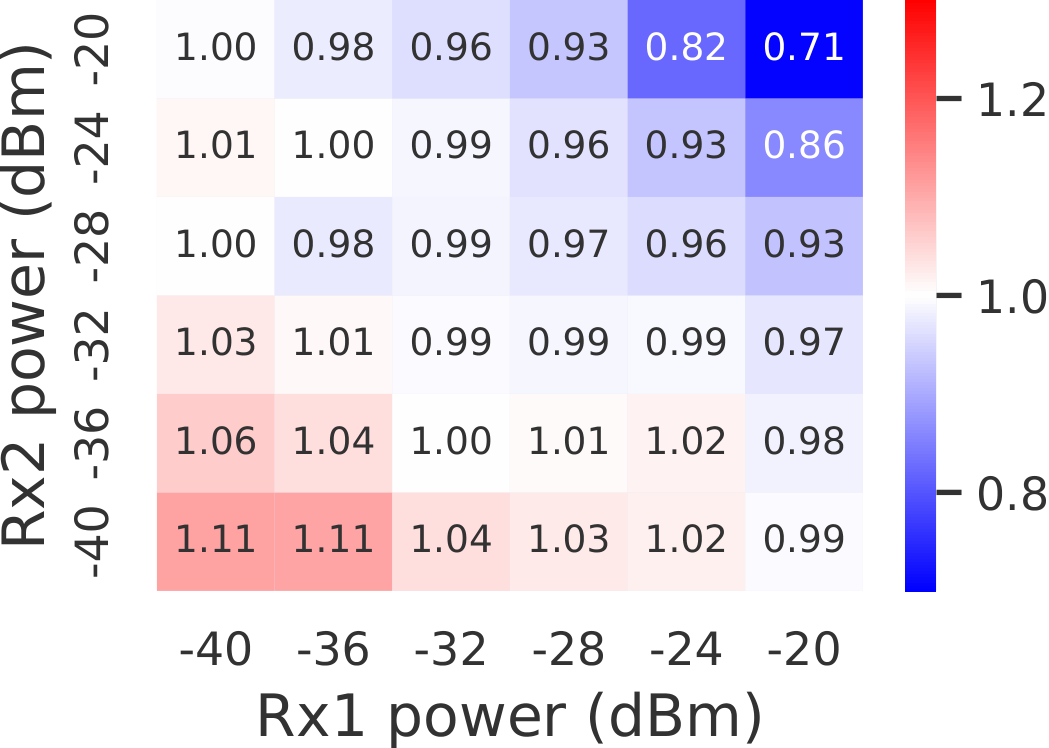 Rx2 power (dBm)
-20 1.00 0.98 0.96 0.93 0.82 0.71
-24 1.01 1.00 0.99 0.96 0.93 0.86
-28 1.00 0.98 0.99 0.97 0.96 0.93
-32 1.03 1.01 0.99 0.99 0.99 0.97
-36 1.06 1.04 1.00 1.01 1.02 0.98
-40 1.11 1.11 1.04 1.03 1.02 0.99
-40 -36 -32 -28 -24 -20
Rx1 power (dBm)
1.2
1.0
0.8